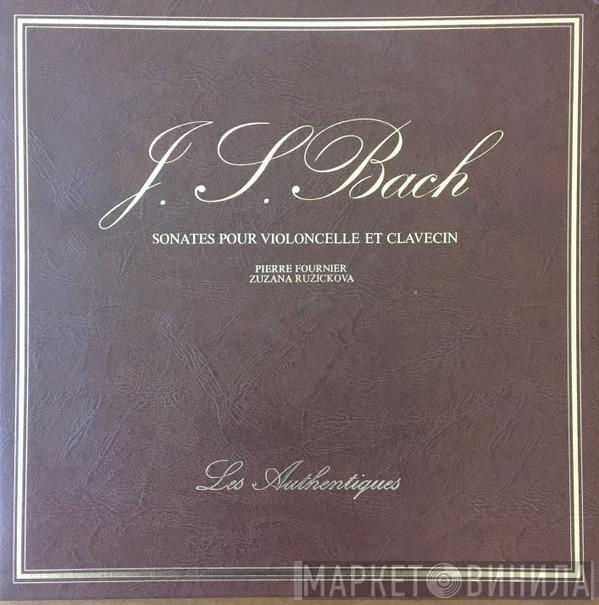 J. S. Bach
SONATES POUR VIOLONCELLE ET CLAVECIN
PIERRE FOURNIER
ZUZANA RUZICKOVA
Les Authentiques
МАРКЕТ ВИНИЛА